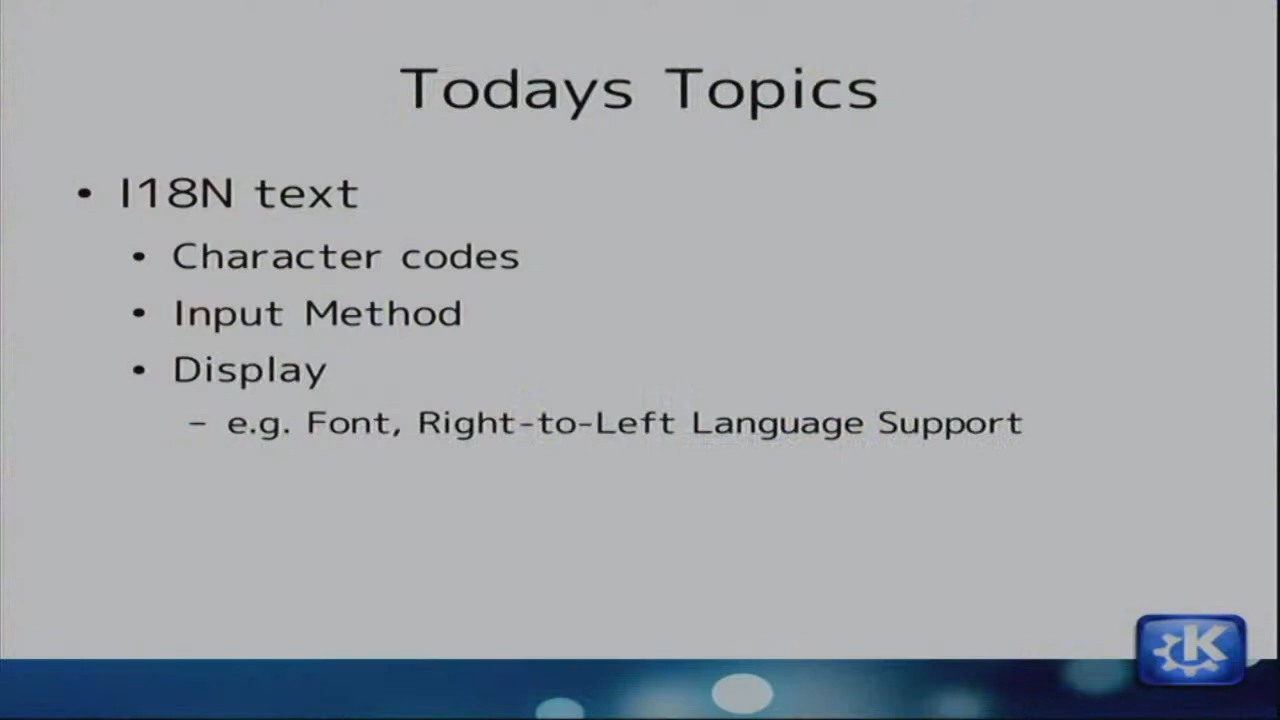 Todays Topics
• I18N text
• Character codes
• Input Method
• Display
– e.g. Font, Right-to-Left Language Support
K